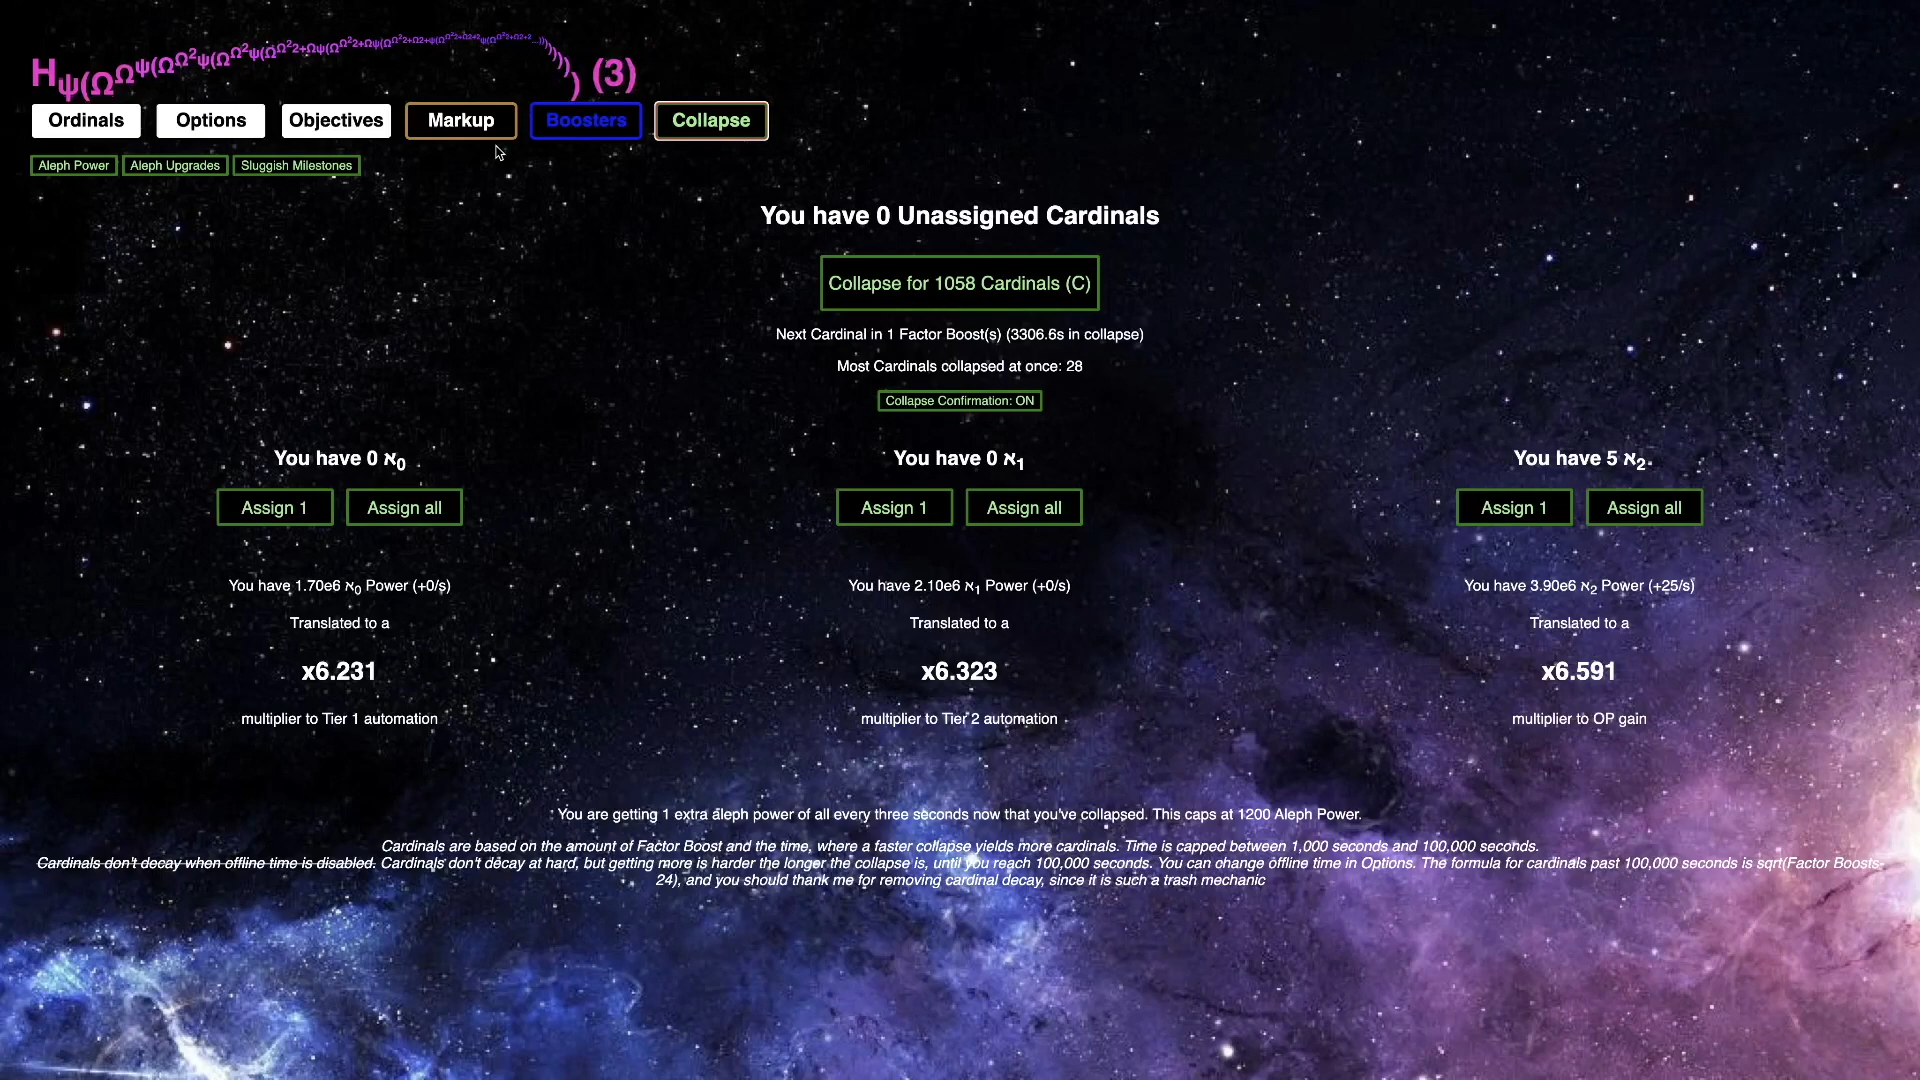 H (3)
Ordinals Options Objectives Markup Boosters Collapse
Aleph Power Aleph Upgrades Sluggish Milestones
You have 0 Unassigned Cardinals
Collapse for 1058 Cardinals (C)
Next Cardinal in 1 Factor Boost(s) (3306.6s in collapse)
Most Cardinals collapsed at once: 28
Collapse Confirmation: ON
You have 0 ℵ0 You have 0 ℵ1 You have 5 ℵ2
Assign 1 Assign all Assign 1 Assign all Assign 1 Assign all
You have 1.70e6 ℵ0 Power (+0/s) You have 2.10e6 ℵ1 Power (+0/s) You have 3.90e6 ℵ2 Power (+25/s)
Translated to a Translated to a Translated to a
x6.231 x6.323 x6.591
multiplier to Tier 1 automation multiplier to Tier 2 automation multiplier to OP gain
You are getting 1 extra aleph power of all every three seconds now that you've collapsed. This caps at 1200 Aleph Power.
Cardinals are based on the amount of Factor Boost and the time, where a faster collapse yields more cardinals. Time is capped between 1,000 seconds and 100,000 seconds.
Cardinals don't decay when offline time is disabled. Cardinals don't decay at hard, but getting more is harder the longer the collapse is, until you reach 100,000 seconds. You can change offline time in Options. The formula for cardinals past 100,000 seconds is sqrt(Factor Boosts-
24), and you should thank me for removing cardinal decay, since it is such a trash mechanic